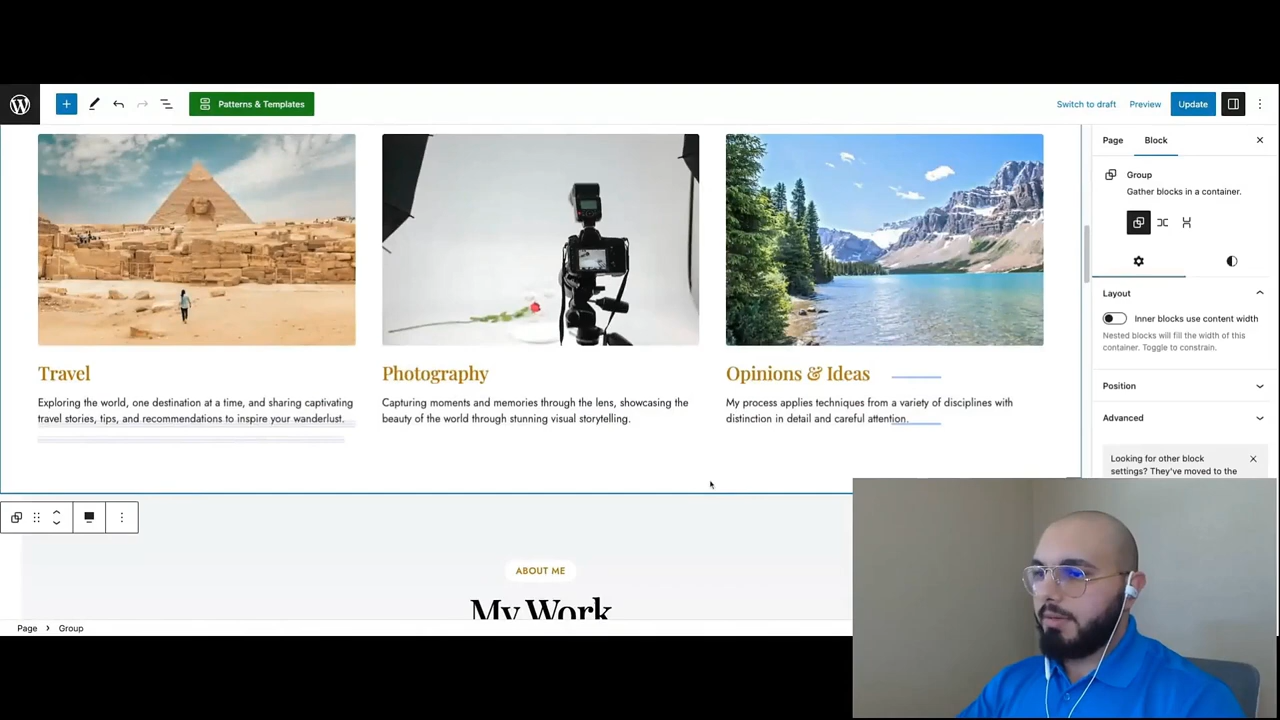 Patterns & Templates
Switch to draft
Preview
Update
Page
Block
Group
Gather blocks in a container.
Layout
Inner blocks use content width
Nested blocks will fill the width of this
container. Toggle to constrain.
Position
Advanced
Looking for other block
settings? They've moved to the
Travel
Exploring the world, one destination at a time, and sharing captivating
travel stories, tips, and recommendations to inspire your wanderlust.
Photography
Capturing moments and memories through the lens, showcasing the
beauty of the world through stunning visual storytelling.
Opinions & Ideas
My process applies techniques from a variety of disciplines with
distinction in detail and careful attention.
ABOUT ME
My Work
Page > Group